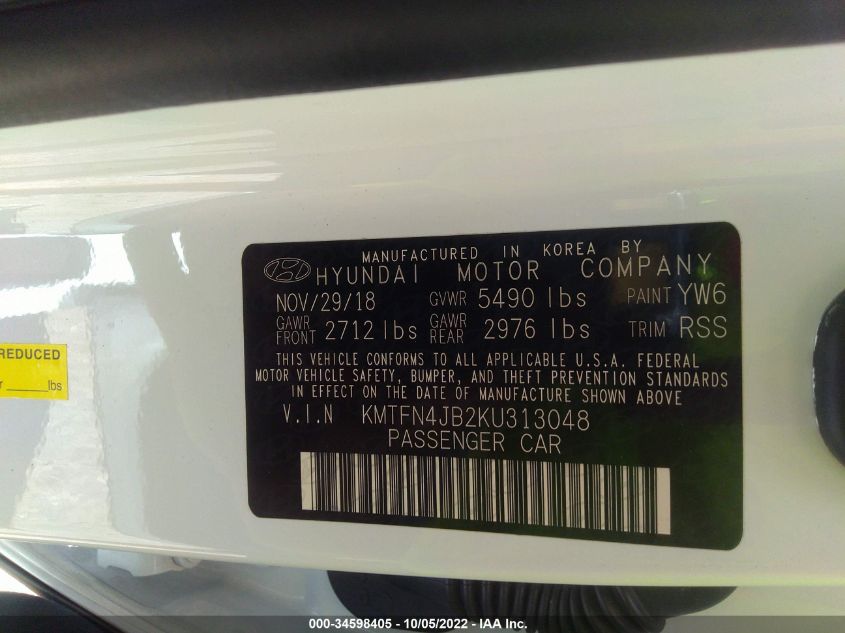 MANUFACTURED IN KOREA BY
HYUNDAI MOTOR COMPANY
NOV/29/18 GVWR 5490 lbs PAINT YW6
GAWR FRONT 2712 lbs GAWR REAR 2976 lbs TRIM RSS
THIS VEHICLE CONFORMS TO ALL APPLICABLE U.S.A. FEDERAL
MOTOR VEHICLE SAFETY, BUMPER, AND THEFT PREVENTION STANDARDS
IN EFFECT ON THE DATE OF MANUFACTURE SHOWN ABOVE
V.I.N KMTFN4JB2KU313048
PASSENGER CAR
REDUCED
lbs
000-34598405 - 10/05/2022 - IAA Inc.